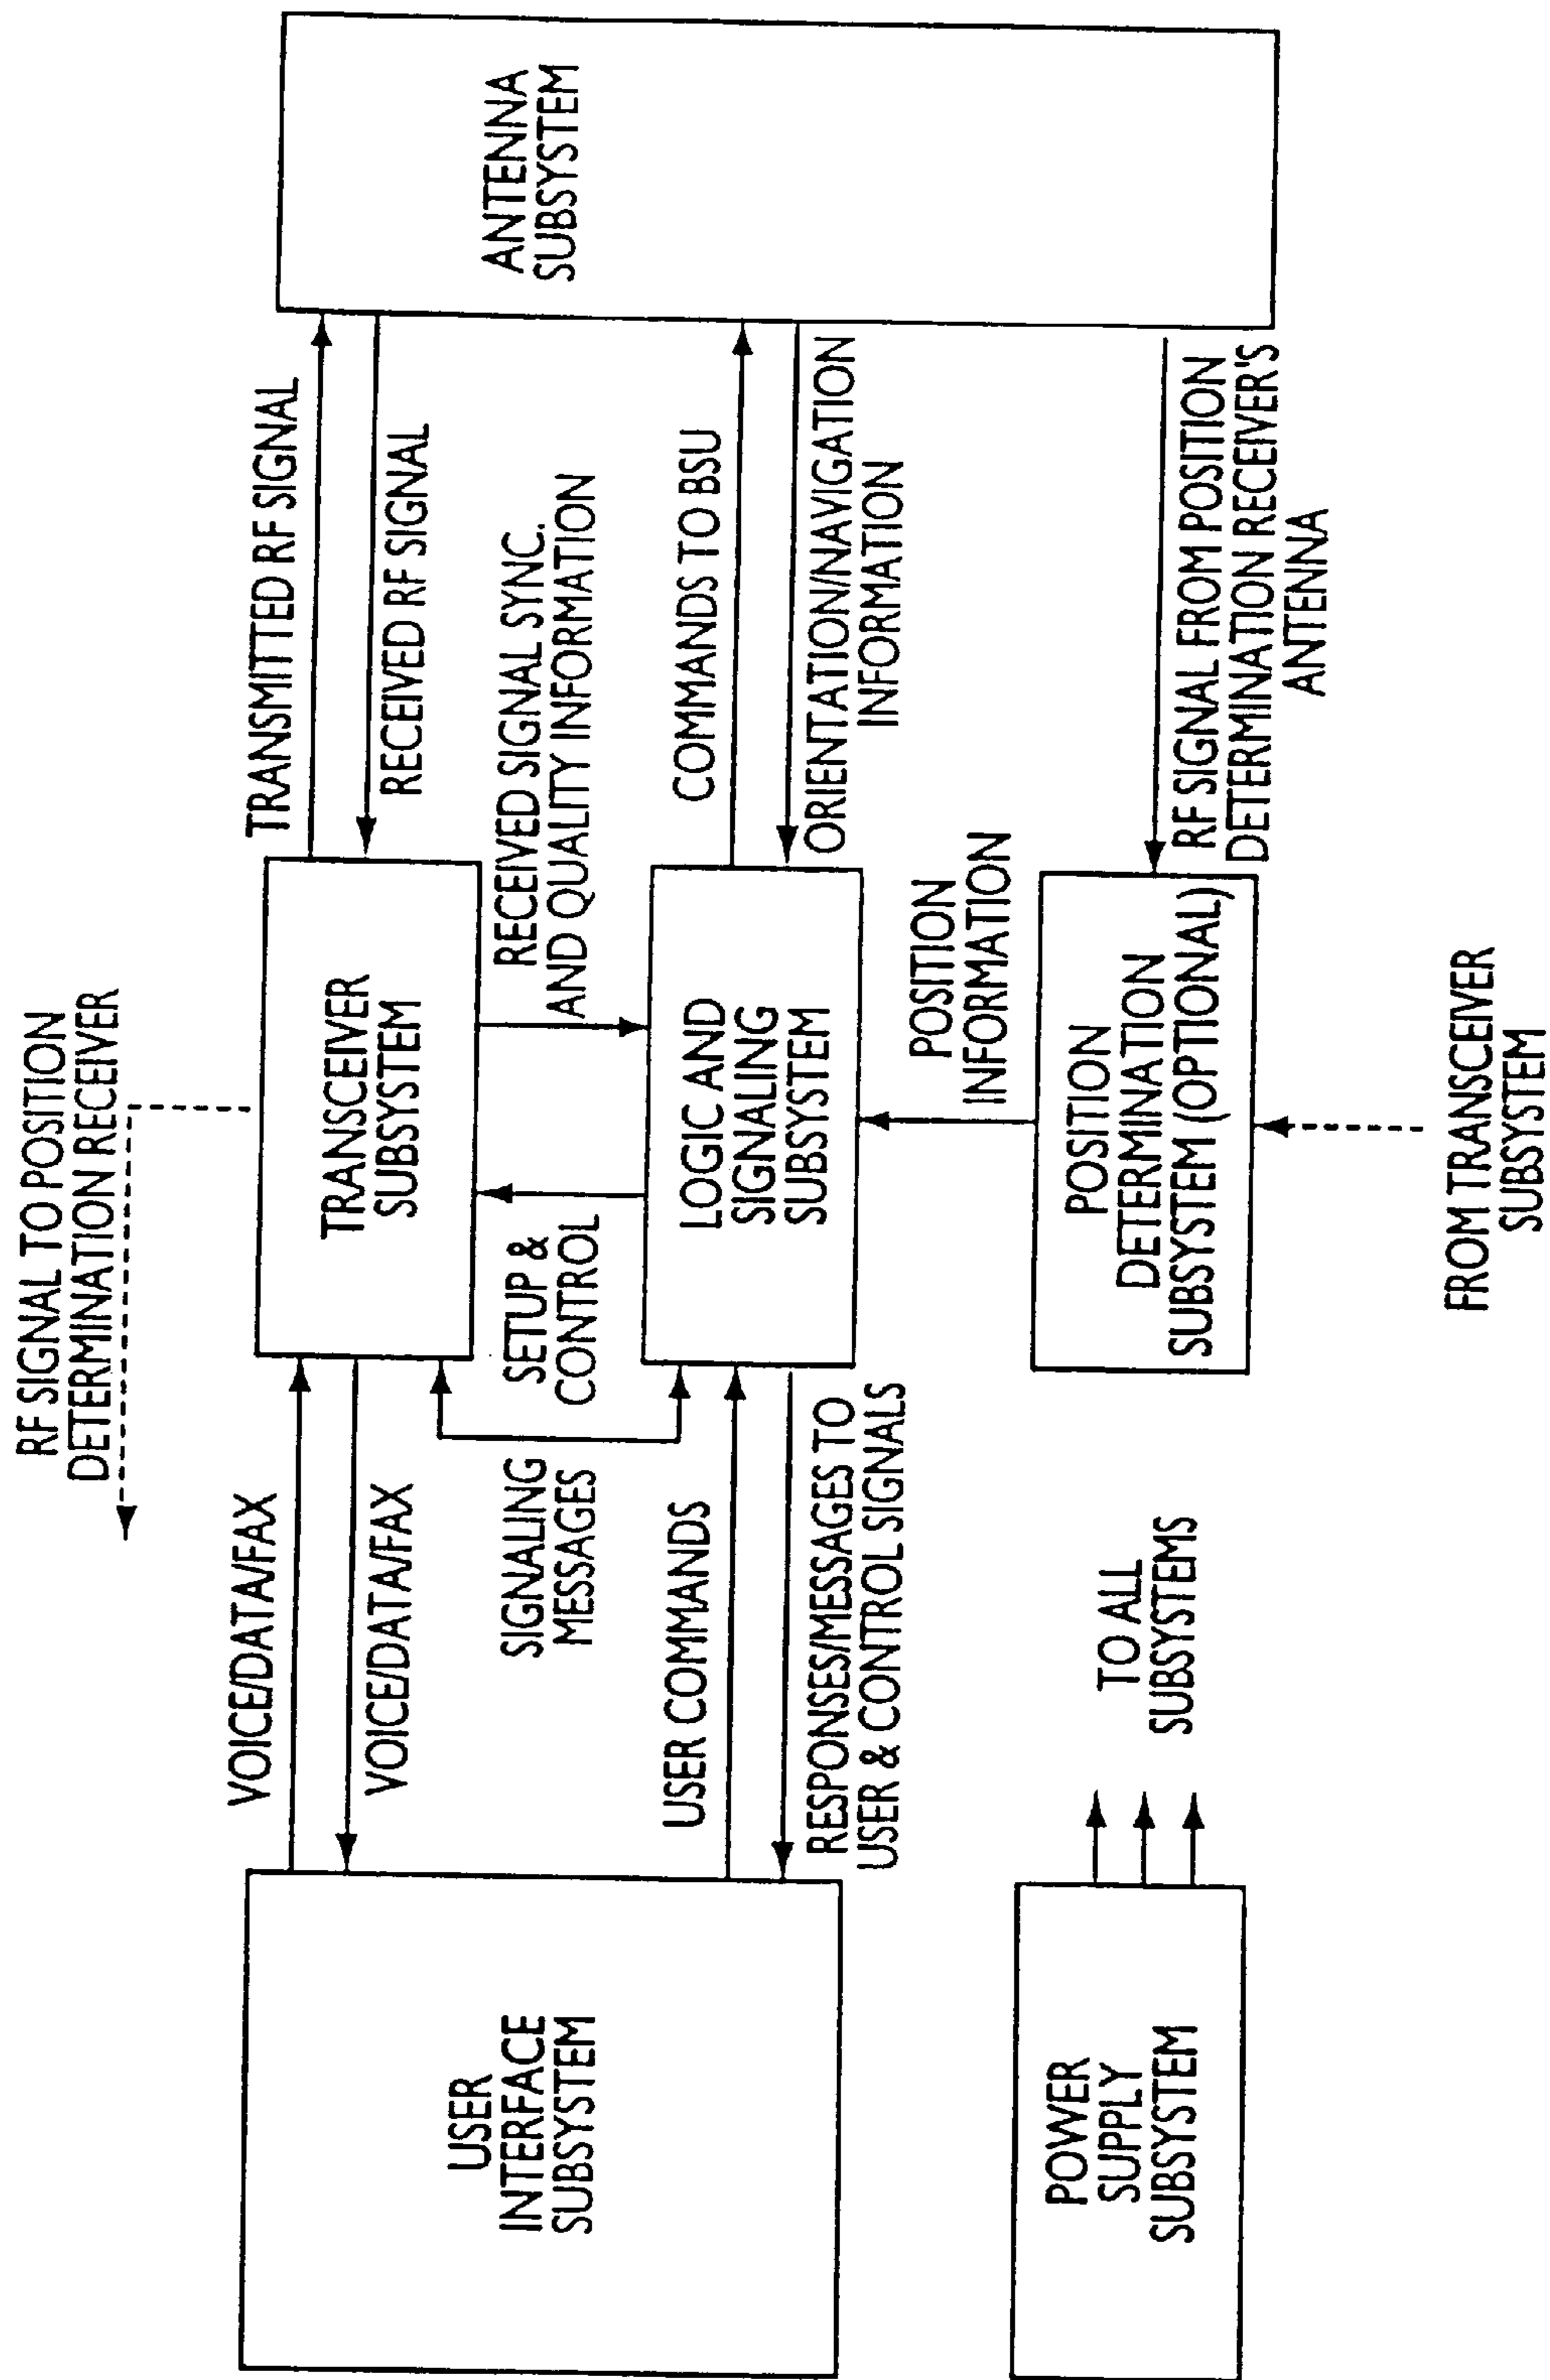 RF SIGNAL TO POSITION
DETERMINATION RECEIVER
VOICE/DATA/FAX
VOICE/DATA/FAX
TRANSCEIVER
SUBSYSTEM
TRANSMITTED RF SIGNAL
RECEIVED RF SIGNAL
ANTENNA
SUBSYSTEM
USER
INTERFACE
SUBSYSTEM
SIGNALING
MESSAGES
SETUP &
CONTROL
RECEIVED SIGNAL SYNC.
AND QUALITY INFORMATION
USER COMMANDS
RESPONSES/MESSAGES TO
USER & CONTROL SIGNALS
LOGIC AND
SIGNALING
SUBSYSTEM
COMMANDS TO BSU
ORIENTATION/NAVIGATION
INFORMATION
POSITION
INFORMATION
POWER
SUPPLY
SUBSYSTEM
TO ALL
SUBSYSTEMS
POSITION
DETERMINATION
SUBSYSTEM (OPTIONAL)
RF SIGNAL FROM POSITION
DETERMINATION RECEIVER'S
ANTENNA
FROM TRANSCEIVER
SUBSYSTEM